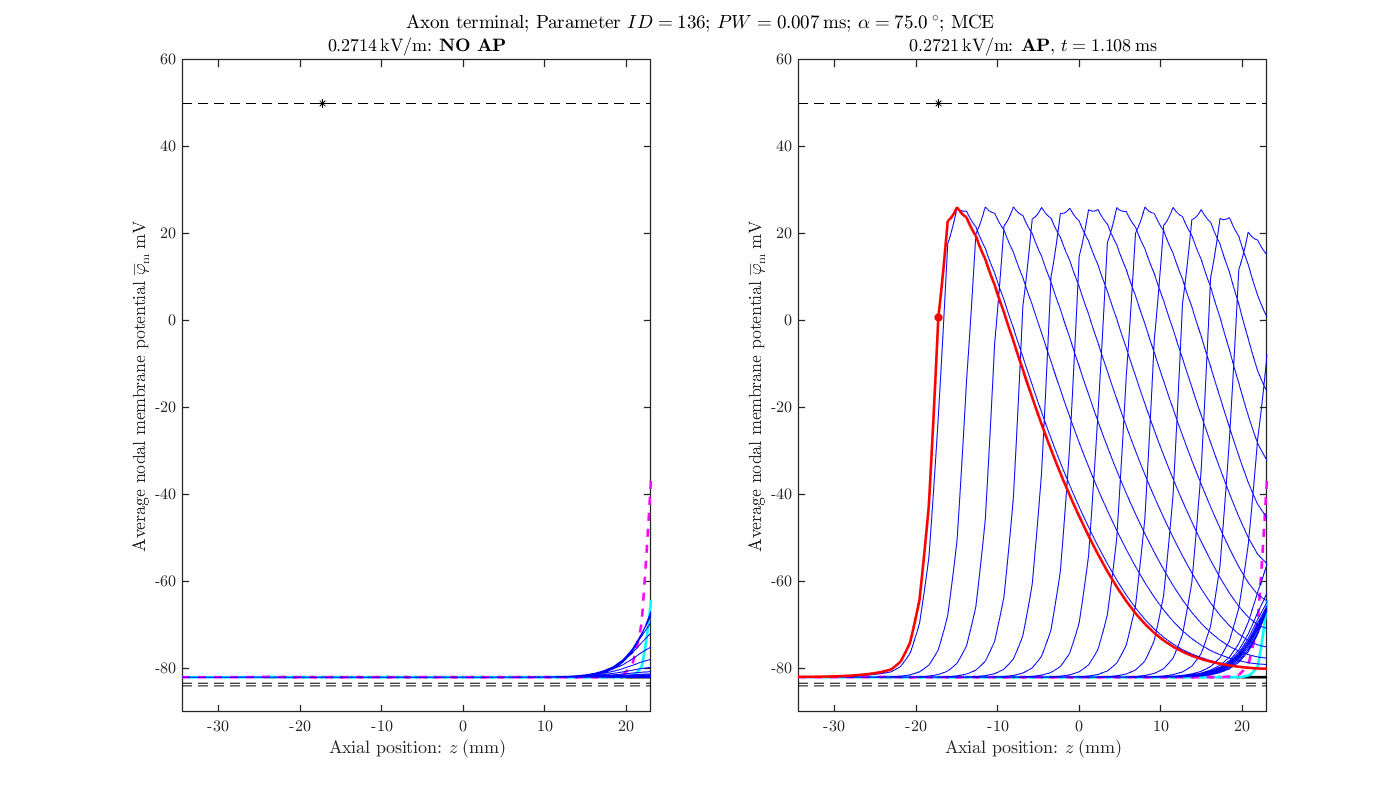 Axon terminal; Parameter ID = 136; PW = 0.007 ms; α = 75.0 °; MCE
0.2714 kV/m: NO AP
0.2721 kV/m: AP, t = 1.108 ms
60
40
20
0
-20
-40
-60
-80
Average nodal membrane potential φ̅m mV
-30 -20 -10 0 10 20
Axial position: z (mm)
60
40
20
0
-20
-40
-60
-80
Average nodal membrane potential φ̅m mV
-30 -20 -10 0 10 20
Axial position: z (mm)